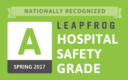 NATIONALLY RECOGNIZED
LEAPFROG
A
HOSPITAL
SAFETY
GRADE
SPRING 2017